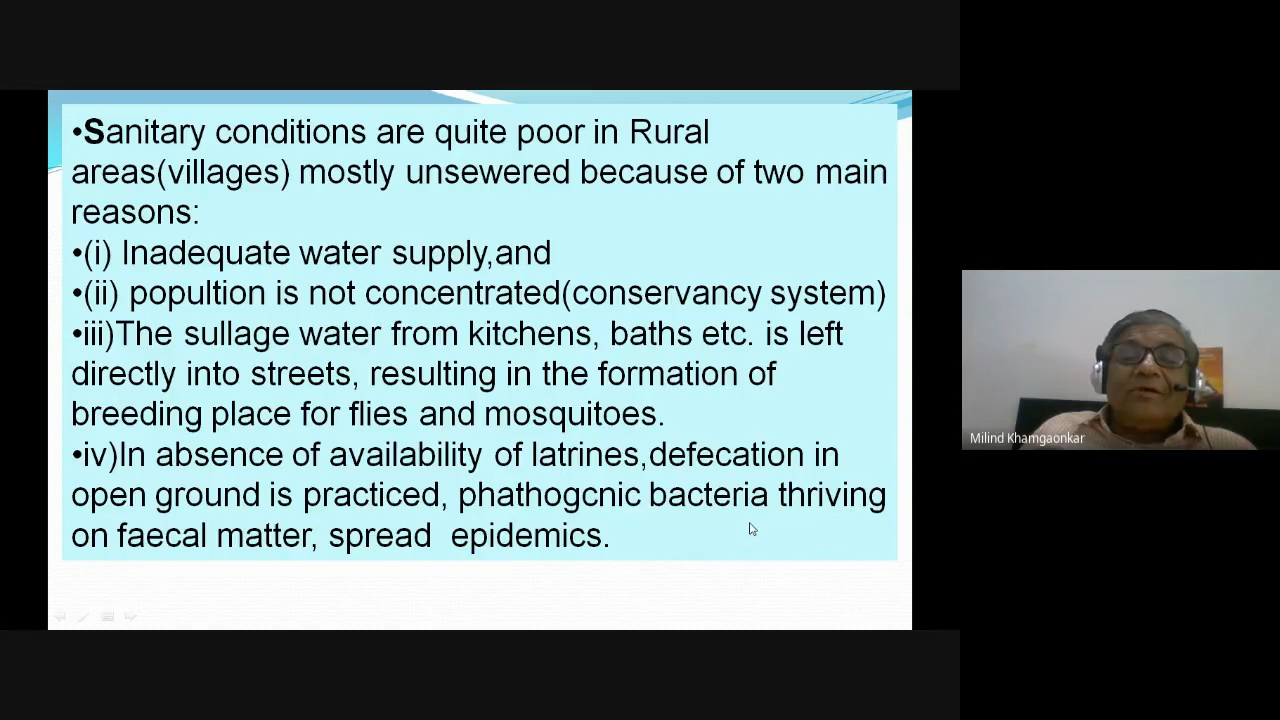 •Sanitary conditions are quite poor in Rural
areas(villages) mostly unsewered because of two main
reasons:
•(i) Inadequate water supply,and
•(ii) popultion is not concentrated(conservancy system)
•iii)The sullage water from kitchens, baths etc. is left
directly into streets, resulting in the formation of
breeding place for flies and mosquitoes.
•iv)In absence of availability of latrines,defecation in
open ground is practiced, phathogcnic bacteria thriving
on faecal matter, spread  epidemics.
Milind Khamgaonkar